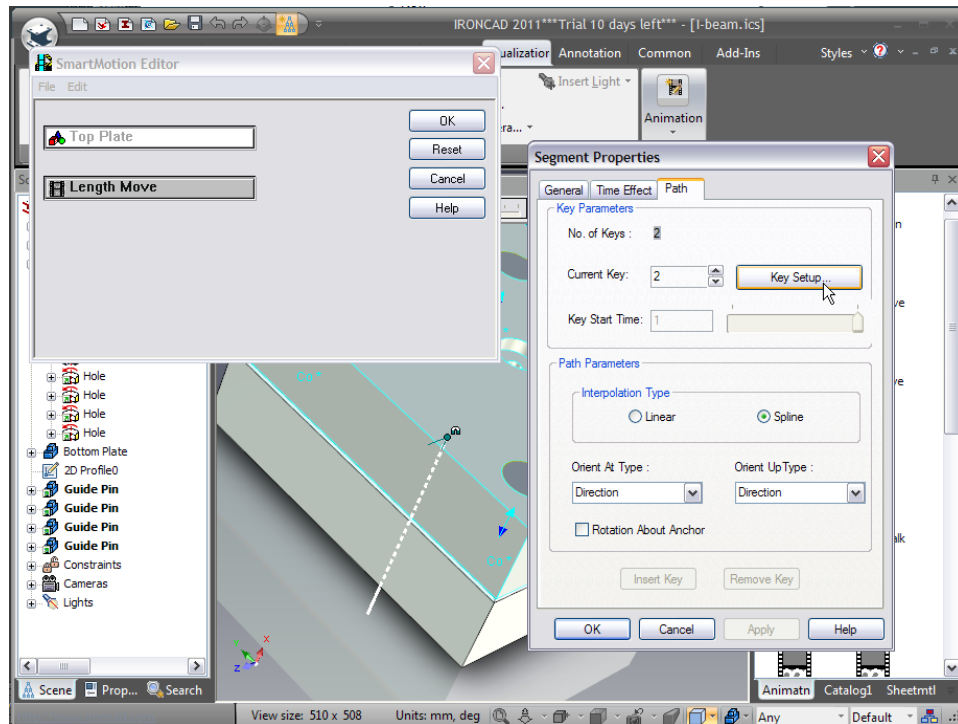 IRONCAD 2011***Trial 10 days left*** - [I-beam.ics]
ualizatior Annotation Common Add-Ins Styles
SmartMotion Editor
File Edit
Insert Light
era...
Animation
Top Plate
Length Move
OK
Reset
Cancel
Help
Segment Properties
General Time Effect Path
Key Parameters
No. of Keys : 2
Current Key: 2 Key Setup...
Key Start Time: 1
Path Parameters
Interpolation Type
Linear Spline
Orient At Type : Orient Up Type :
Direction Direction
Rotation About Anchor
Insert Key Remove Key
OK Cancel Apply Help
Hole
Hole
Hole
Hole
Bottom Plate
2D Profile0
Guide Pin
Guide Pin
Guide Pin
Guide Pin
Constraints
Cameras
Lights
X
Y
Z
Scene Prop... Search
Animatn Catalog1 Sheetmtl
View size: 510 x 508 Units: mm, deg Any Default